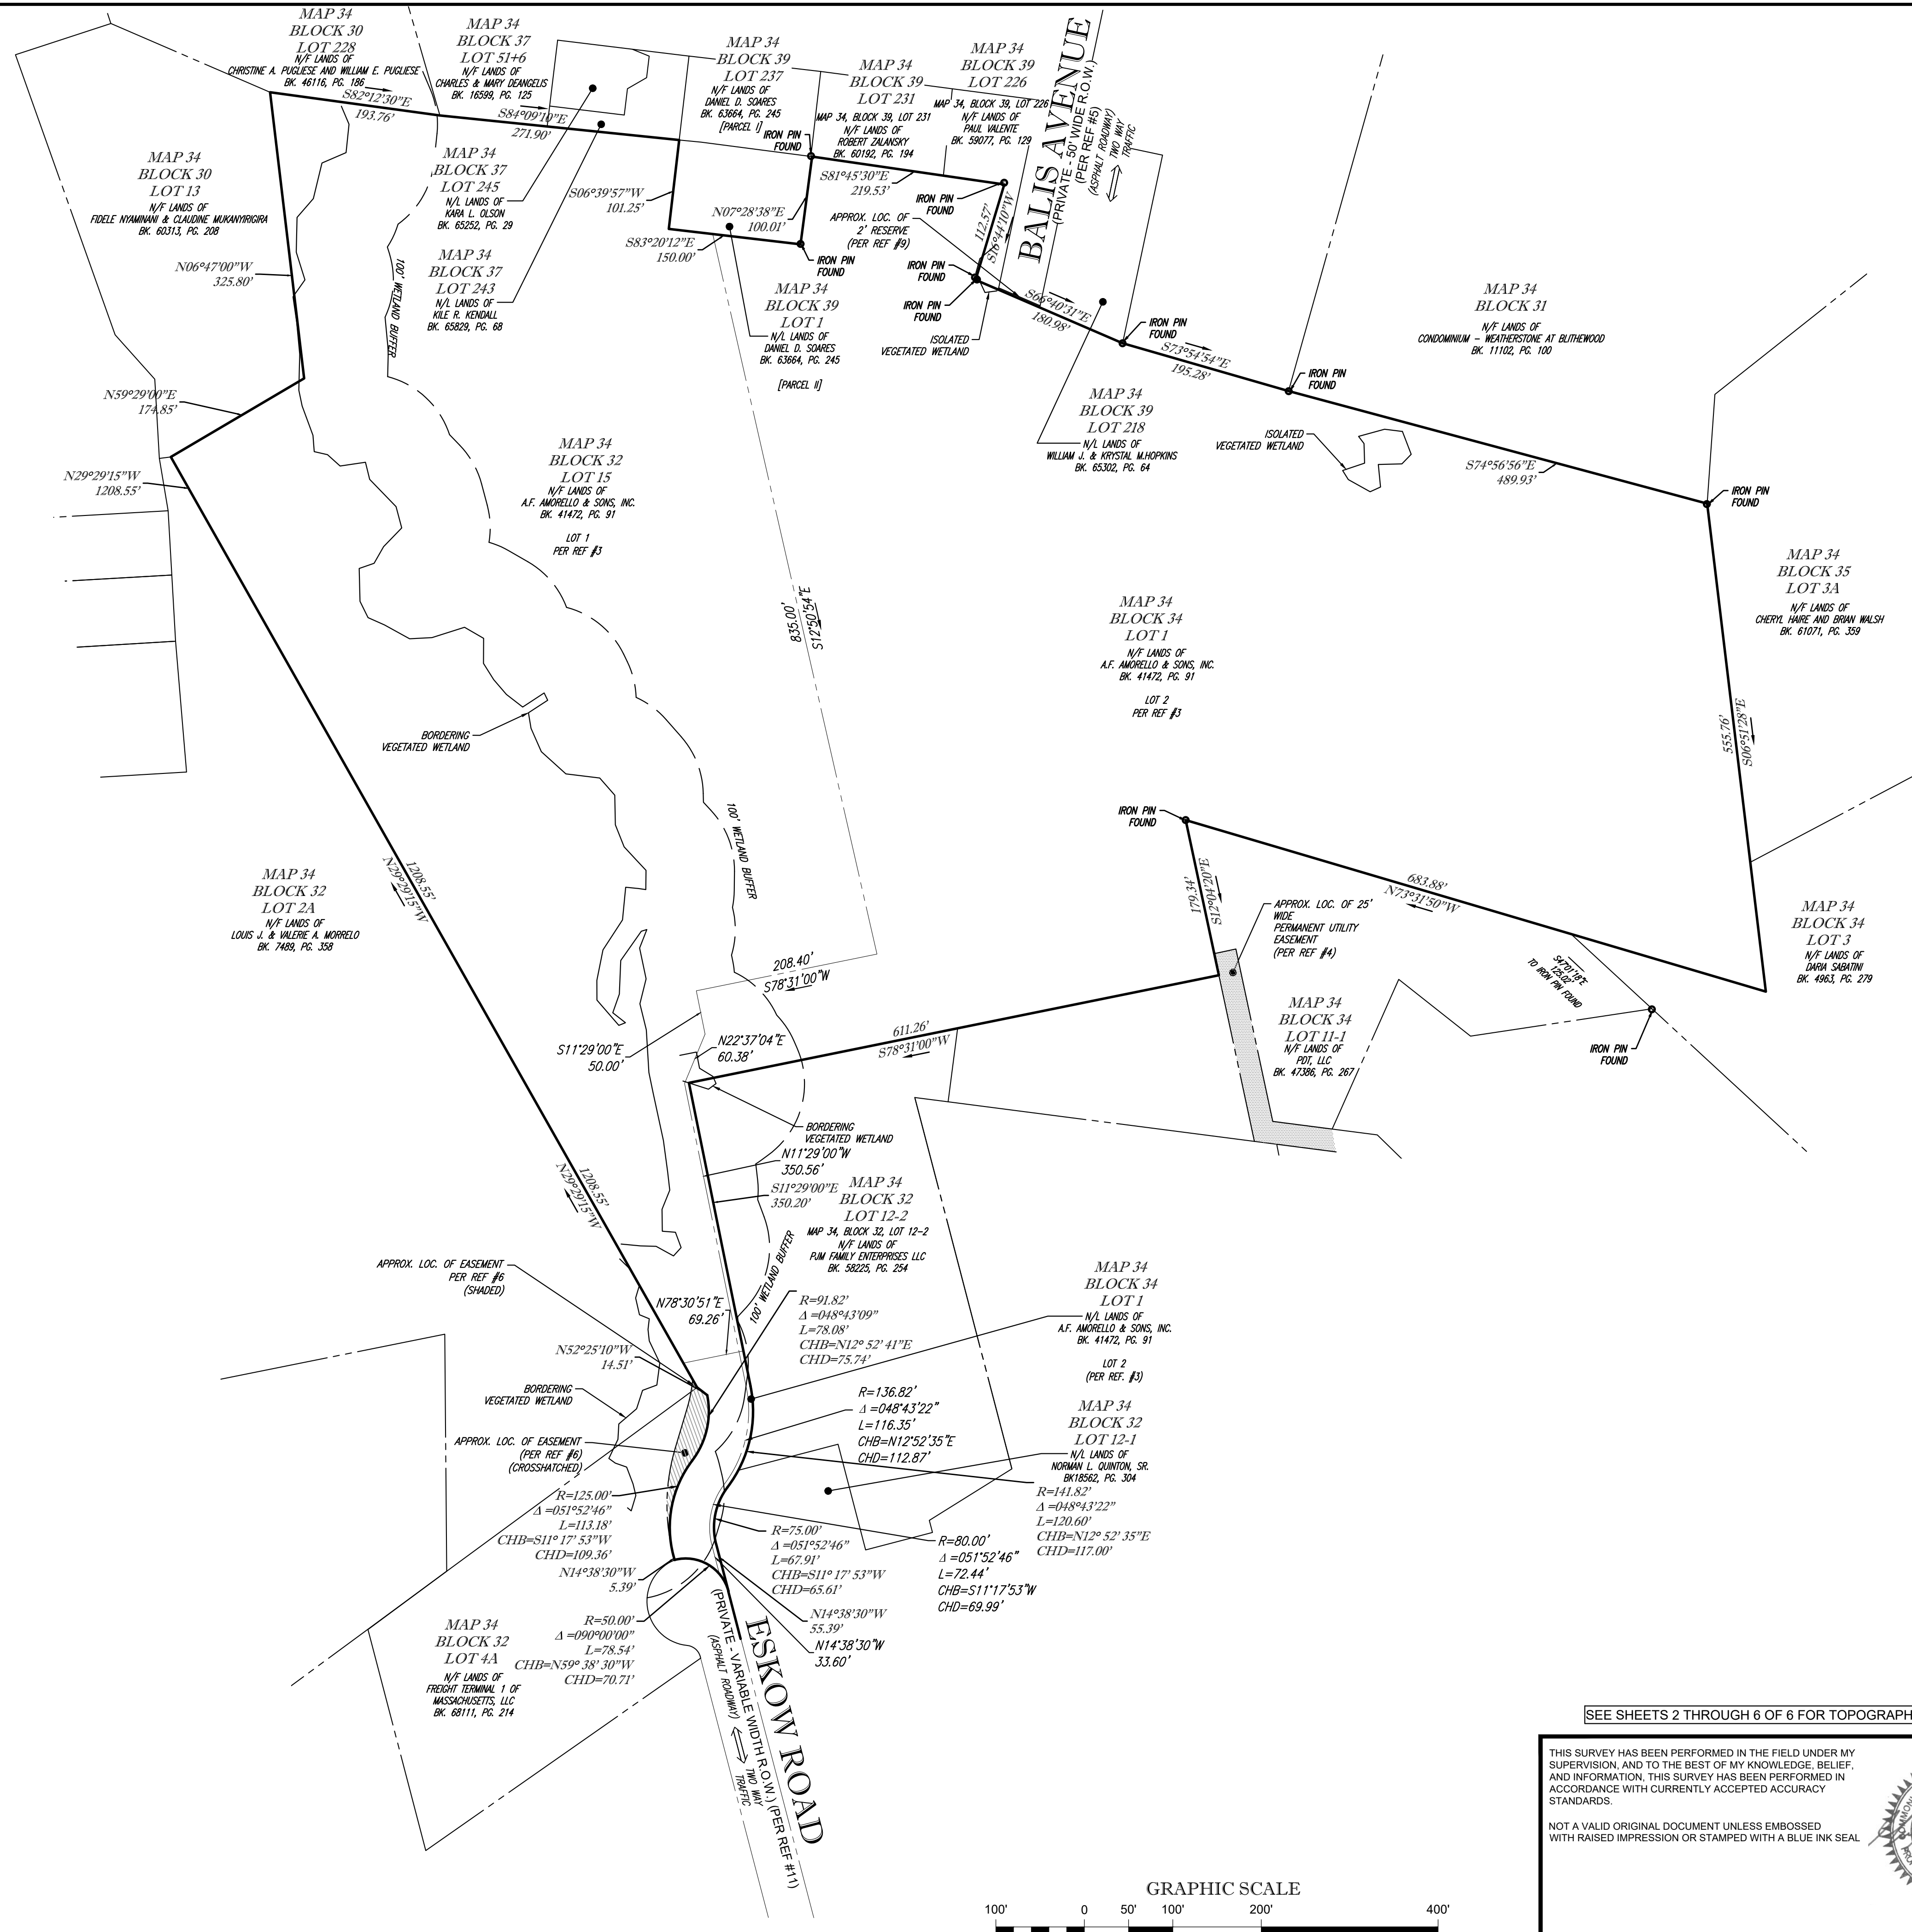 MAP 34
BLOCK 30
LOT 228
N/F LANDS OF
CHRISTINE A. PUGLIESE AND WILLIAM E. PUGLIESE
BK. 46116, PG. 186
S82°12'30"E
193.76'
MAP 34
BLOCK 37
LOT 51+6
N/F LANDS OF
CHARLES & MARY DEANGELIS
BK. 16599, PG. 125
S84°09'10"E
271.90'
MAP 34
BLOCK 39
LOT 237
N/F LANDS OF
DANIEL D. SOARES
BK. 63664, PG. 245
[PARCEL I]
IRON PIN
FOUND
MAP 34
BLOCK 39
LOT 231
MAP 34, BLOCK 39, LOT 231
N/F LANDS OF
ROBERT ZALANSKY
BK. 60192, PG. 194
S81°45'30"E
219.53'
MAP 34
BLOCK 39
LOT 226
MAP 34, BLOCK 39, LOT 226
N/F LANDS OF
PAUL VALENTE
BK. 59077, PG. 129
IRON PIN
FOUND
BALIS AVENUE
(PRIVATE - 50' WIDE R.O.W.)
(PER REF #5)
(ASPHALT ROADWAY)
TWO WAY
TRAFFIC
MAP 34
BLOCK 30
LOT 13
N/F LANDS OF
FIDELE NYAMINANI & CLAUDINE MUKANYIRIGIRA
BK. 60313, PG. 208
N06°47'00"W
325.80'
MAP 34
BLOCK 37
LOT 245
N/L LANDS OF
KARA L. OLSON
BK. 65252, PG. 29
MAP 34
BLOCK 37
LOT 243
N/L LANDS OF
KILE R. KENDALL
BK. 65829, PG. 68
100' WETLAND BUFFER
S06°39'57"W
101.25'
N07°28'38"E
100.01'
S83°20'12"E
150.00'
IRON PIN
FOUND
MAP 34
BLOCK 39
LOT 1
N/L LANDS OF
DANIEL D. SOARES
BK. 63664, PG. 245
[PARCEL II]
APPROX. LOC. OF
2' RESERVE
(PER REF #9)
112.57'
S16°44'10"W
IRON PIN
FOUND
IRON PIN
FOUND
ISOLATED
VEGETATED WETLAND
S66°40'31"E
180.98'
IRON PIN
FOUND
S73°54'54"E
195.28'
IRON PIN
FOUND
MAP 34
BLOCK 31
N/F LANDS OF
CONDOMINIUM - WEATHERSTONE AT BLITHEWOOD
BK. 11102, PG. 100
MAP 34
BLOCK 39
LOT 218
N/L LANDS OF
WILLIAM J. & KRYSTAL M.HOPKINS
BK. 65302, PG. 64
ISOLATED
VEGETATED WETLAND
S74°56'56"E
489.93'
IRON PIN
FOUND
N59°29'00"E
174.85'
N29°29'15"W
1208.55'
MAP 34
BLOCK 32
LOT 15
N/F LANDS OF
A.F. AMORELLO & SONS, INC.
BK. 41472, PG. 91
LOT 1
PER REF #3
835.00'
S12°50'54"E
MAP 34
BLOCK 34
LOT 1
N/F LANDS OF
A.F. AMORELLO & SONS, INC.
BK. 41472, PG. 91
LOT 2
PER REF #3
MAP 34
BLOCK 35
LOT 3A
N/F LANDS OF
CHERYL HAIRE AND BRIAN WALSH
BK. 61071, PG. 359
555.76'
S06°51'28"E
BORDERING
VEGETATED WETLAND
100' WETLAND BUFFER
IRON PIN
FOUND
1208.55'
N29°29'15"W
MAP 34
BLOCK 32
LOT 2A
N/F LANDS OF
LOUIS J. & VALERIE A. MORRELO
BK. 7489, PG. 358
179.34'
S12°04'20"E
683.88'
N73°31'50"W
APPROX. LOC. OF 25'
WIDE
PERMANENT UTILITY
EASEMENT
(PER REF #4)
MAP 34
BLOCK 34
LOT 3
N/F LANDS OF
DARIA SABATINI
BK. 4963, PG. 279
S47°01'18"E
125.02'
TO IRON PIN FOUND
208.40'
S78°31'00"W
611.26'
S78°31'00"W
MAP 34
BLOCK 34
LOT 11-1
N/F LANDS OF
PDT, LLC
BK. 47386, PG. 267
IRON PIN
FOUND
S11°29'00"E
50.00'
N22°37'04"E
60.38'
BORDERING
VEGETATED WETLAND
N11°29'00"W
350.56'
S11°29'00"E
350.20'
MAP 34
BLOCK 32
LOT 12-2
MAP 34, BLOCK 32, LOT 12-2
N/F LANDS OF
PJM FAMILY ENTERPRISES LLC
BK. 58225, PG. 254
1208.55'
N29°29'15"W
100' WETLAND BUFFER
APPROX. LOC. OF EASEMENT
PER REF #6
(SHADED)
N78°30'51"E
69.26'
R=91.82'
Δ =048°43'09"
L=78.08'
CHB=N12° 52' 41"E
CHD=75.74'
MAP 34
BLOCK 34
LOT 1
N/L LANDS OF
A.F. AMORELLO & SONS, INC.
BK. 41472, PG. 91
LOT 2
(PER REF. #3)
N52°25'10"W
14.51'
BORDERING
VEGETATED WETLAND
R=136.82'
Δ =048°43'22"
L=116.35'
CHB=N12°52'35"E
CHD=112.87'
MAP 34
BLOCK 32
LOT 12-1
N/L LANDS OF
NORMAN L. QUINTON, SR.
BK18562, PG. 304
APPROX. LOC. OF EASEMENT
(PER REF #6)
(CROSSHATCHED)
R=141.82'
Δ =048°43'22"
L=120.60'
CHB=N12° 52' 35"E
CHD=117.00'
R=125.00'
Δ =051°52'46"
L=113.18'
CHB=S11° 17' 53"W
CHD=109.36'
R=75.00'
Δ =051°52'46"
L=67.91'
CHB=S11° 17' 53"W
CHD=65.61'
R=80.00'
Δ =051°52'46"
L=72.44'
CHB=S11°17'53"W
CHD=69.99'
N14°38'30"W
5.39'
N14°38'30"W
55.39'
N14°38'30"W
33.60'
R=50.00'
Δ =090°00'00"
L=78.54'
CHB=N59° 38' 30"W
CHD=70.71'
MAP 34
BLOCK 32
LOT 4A
N/F LANDS OF
FREIGHT TERMINAL 1 OF
MASSACHUSETTS, LLC
BK. 68111, PG. 214
ESKOW ROAD
(PRIVATE - VARIABLE WIDTH R.O.W.) (PER REF #11)
(ASPHALT ROADWAY)
TWO WAY
TRAFFIC
SEE SHEETS 2 THROUGH 6 OF 6 FOR TOPOGRAPH
THIS SURVEY HAS BEEN PERFORMED IN THE FIELD UNDER MY
SUPERVISION, AND TO THE BEST OF MY KNOWLEDGE, BELIEF,
AND INFORMATION, THIS SURVEY HAS BEEN PERFORMED IN
ACCORDANCE WITH CURRENTLY ACCEPTED ACCURACY
STANDARDS.
NOT A VALID ORIGINAL DOCUMENT UNLESS EMBOSSED
WITH RAISED IMPRESSION OR STAMPED WITH A BLUE INK SEAL
GRAPHIC SCALE
100' 0 50' 100' 200' 400'